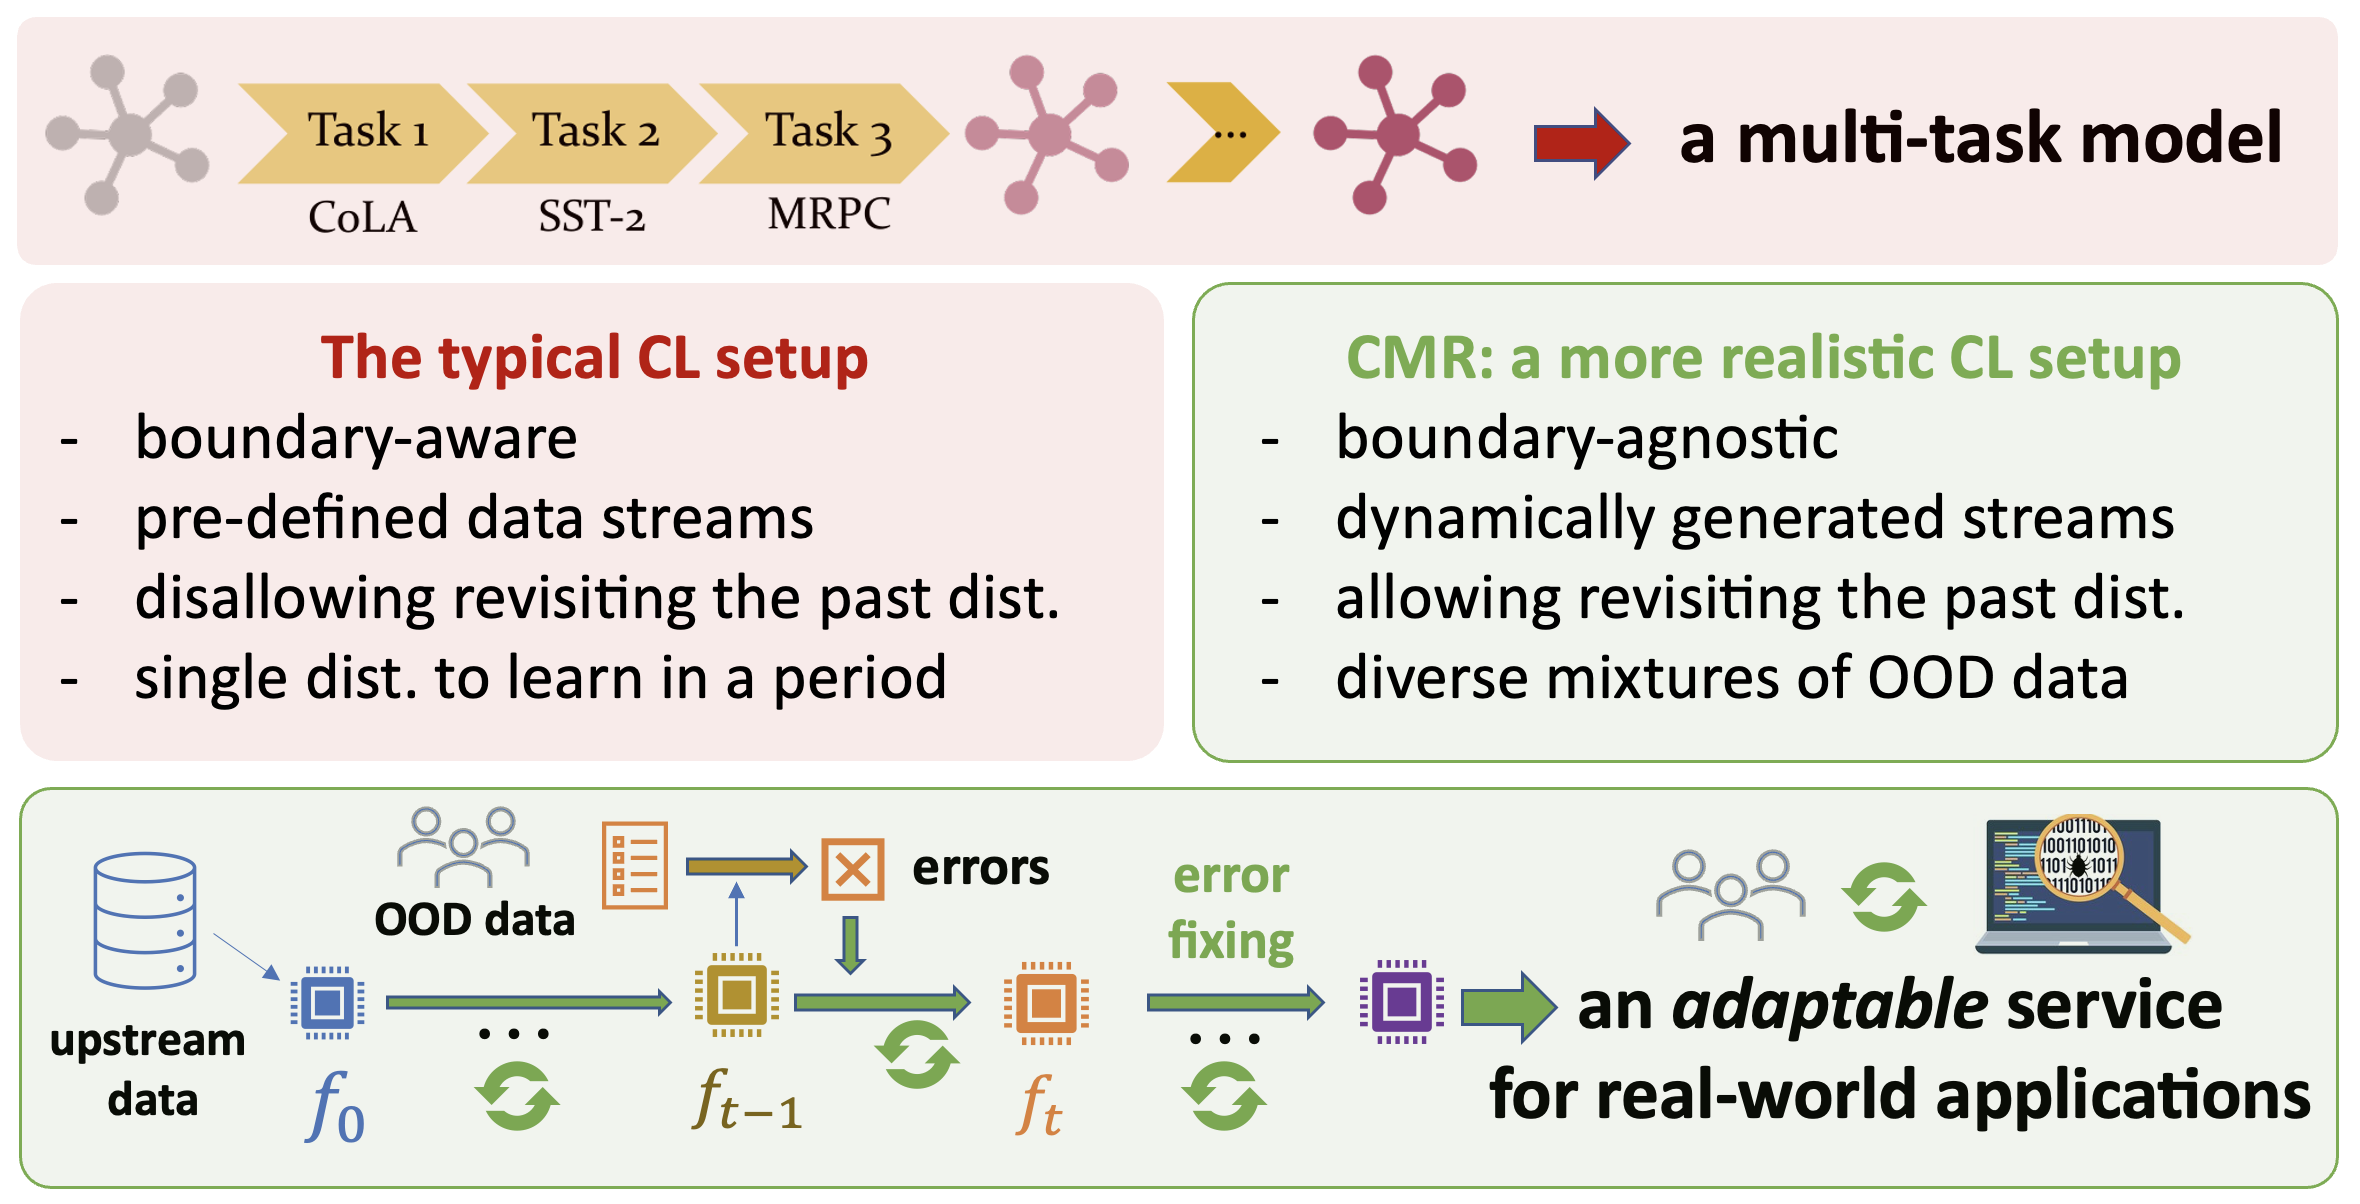 Task 1
Task 2
Task 3
...
a multi-task model
CoLA
SST-2
MRPC
The typical CL setup
- boundary-aware
- pre-defined data streams
- disallowing revisiting the past dist.
- single dist. to learn in a period
CMR: a more realistic CL setup
- boundary-agnostic
- dynamically generated streams
- allowing revisiting the past dist.
- diverse mixtures of OOD data
upstream
data
OOD data
errors
error
fixing
f0
...
ft−1
ft
...
an adaptable service
for real-world applications